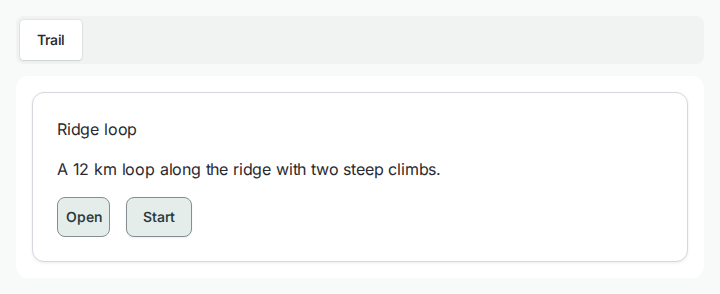 Trail
Ridge loop
A 12 km loop along the ridge with two steep climbs.
Open Start